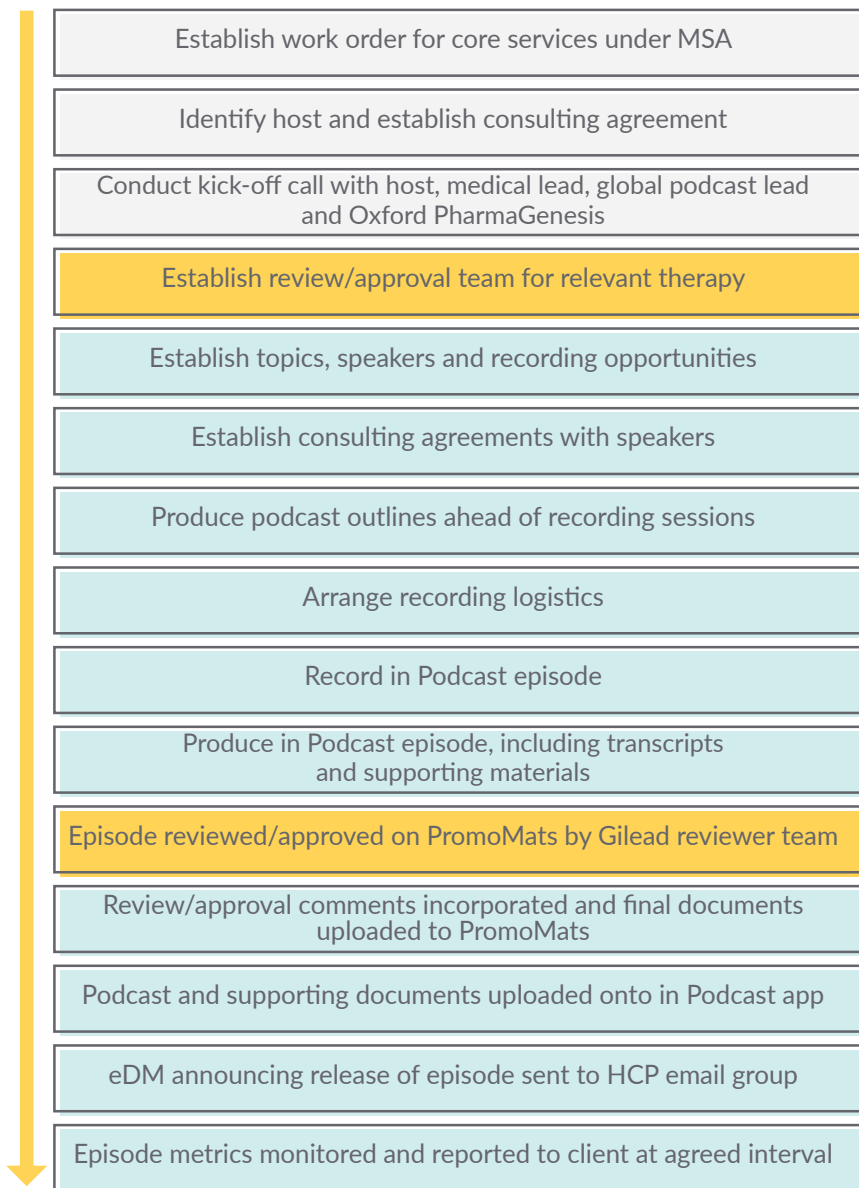 Establish work order for core services under MSA
Identify host and establish consulting agreement
Conduct kick-off call with host, medical lead, global podcast lead
and Oxford PharmaGenesis
Establish review/approval team for relevant therapy
Establish topics, speakers and recording opportunities
Establish consulting agreements with speakers
Produce podcast outlines ahead of recording sessions
Arrange recording logistics
Record in Podcast episode
Produce in Podcast episode, including transcripts
and supporting materials
Episode reviewed/approved on PromoMats by Gilead reviewer team
Review/approval comments incorporated and final documents
uploaded to PromoMats
Podcast and supporting documents uploaded onto in Podcast app
eDM announcing release of episode sent to HCP email group
Episode metrics monitored and reported to client at agreed interval